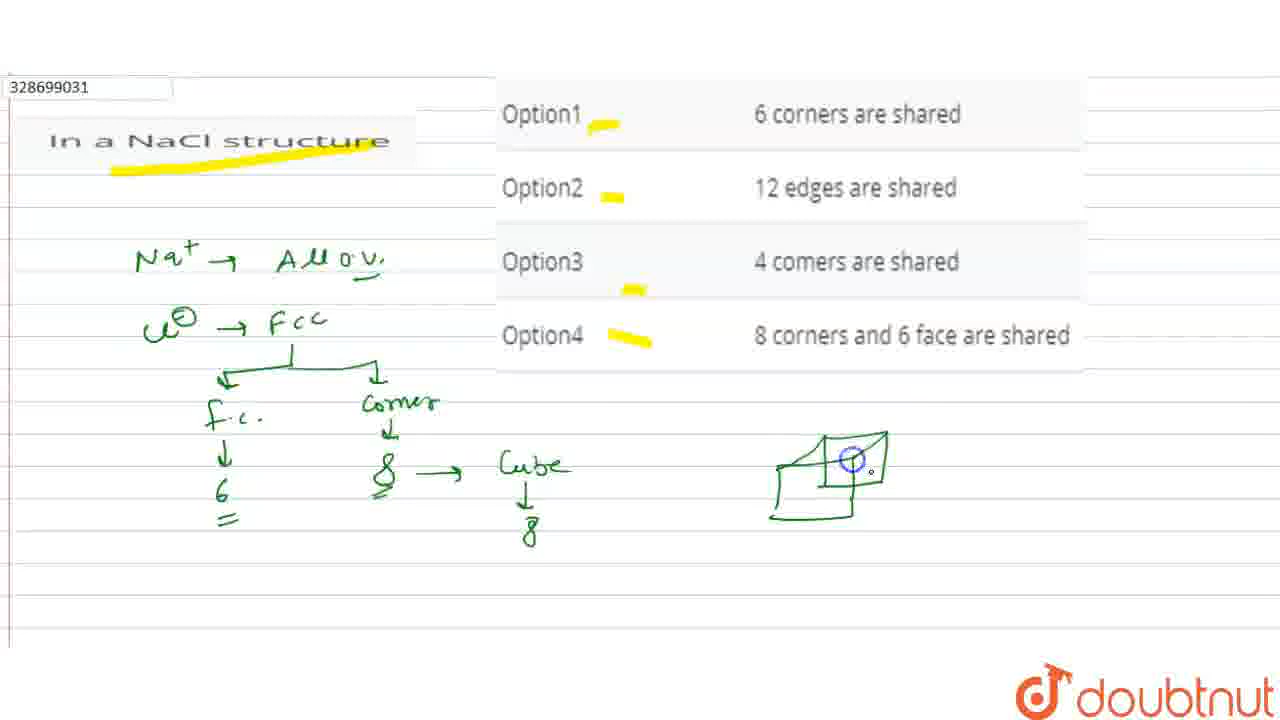 328699031
In a NaCl structure
Option1 6 corners are shared
Option2 12 edges are shared
Option3 4 corners are shared
Option4 8 corners and 6 face are shared
Na+ → All O.V.
Cl⊖ → Fcc
f.c. Corner
6 8 → Cube
8
doubtnut